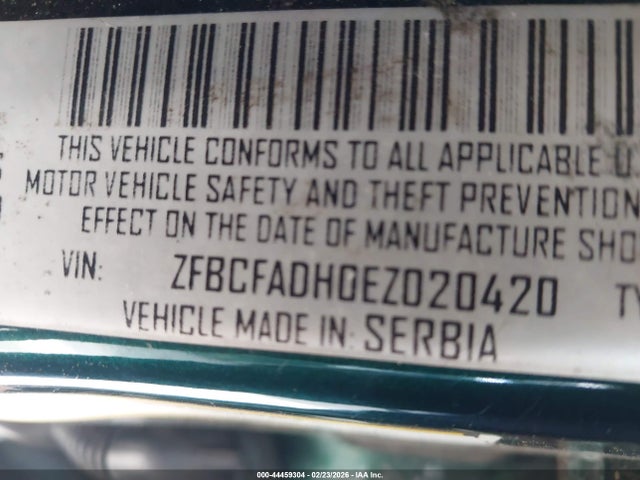 THIS VEHICLE CONFORMS TO ALL APPLICABLE
MOTOR VEHICLE SAFETY AND THEFT PREVENTION
EFFECT ON THE DATE OF MANUFACTURE
VIN: ZFBCFADH0EZ020420
VEHICLE MADE IN: SERBIA
000-44459304 - 02/23/2026 - IAA Inc.